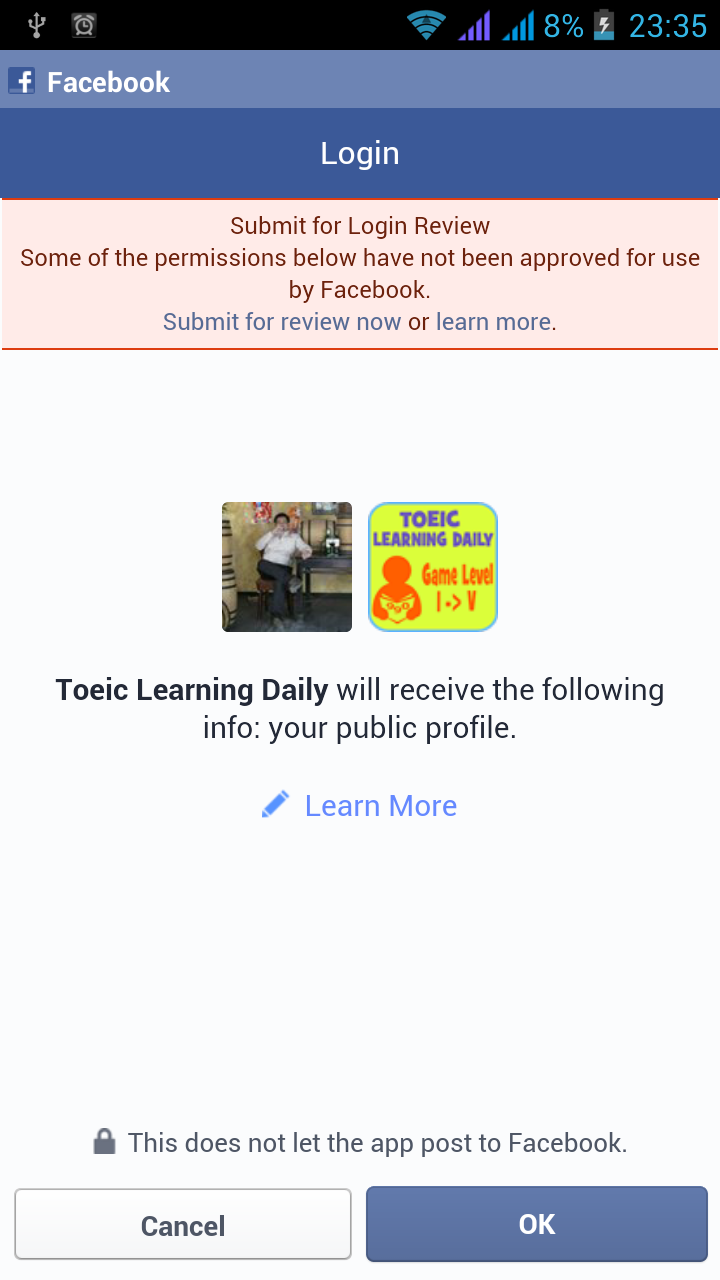 8% 23:35
Facebook
Login
Submit for Login Review
Some of the permissions below have not been approved for use
by Facebook.
Submit for review now or learn more.
TOEIC
LEARNING DAILY
Game Level
I -> V
990
Toeic Learning Daily will receive the following
info: your public profile.
Learn More
This does not let the app post to Facebook.
Cancel
OK